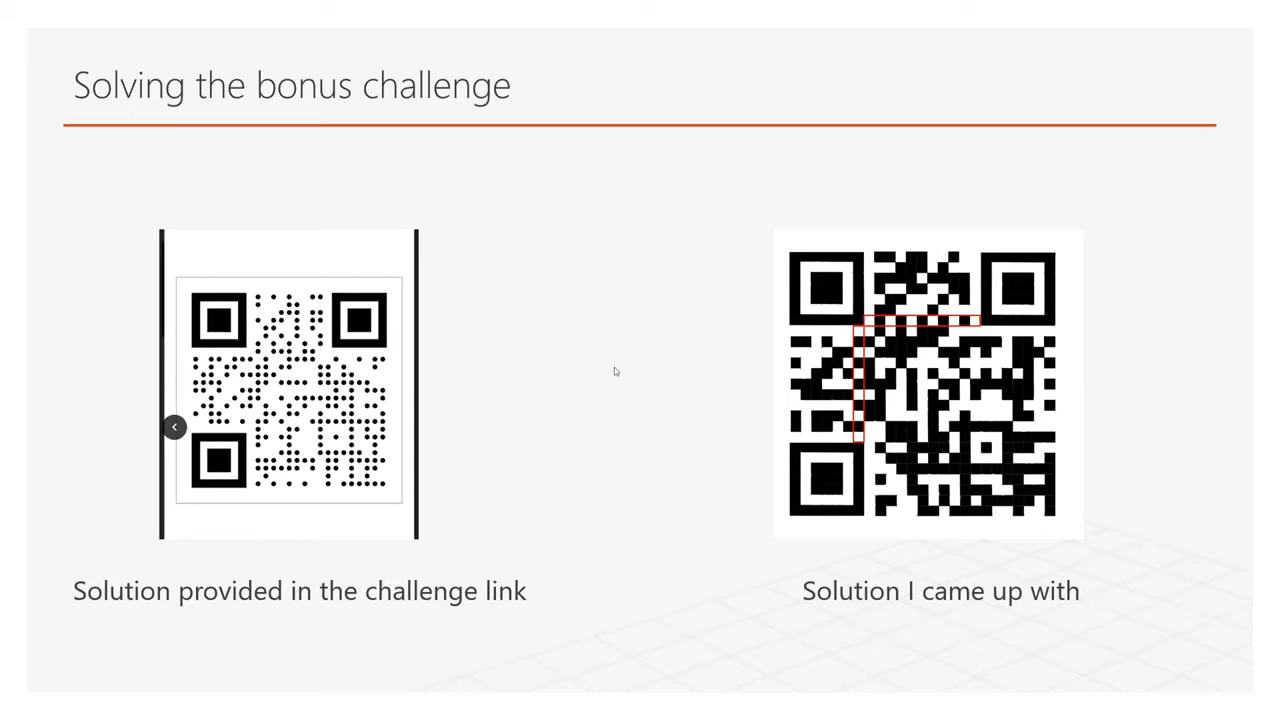 Solving the bonus challenge
Solution provided in the challenge link
Solution I came up with